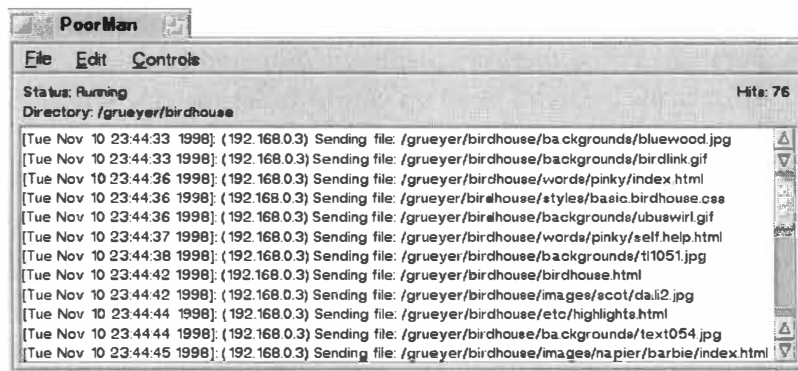 PoorMan
File Edit Controls
Status: Running Hits: 76
Directory: /grueyer/birdhouse
[Tue Nov 10 23:44:33 1998]: (192.168.0.3) Sending file: /grueyer/birdhouse/backgrounds/bluewood.jpg
[Tue Nov 10 23:44:33 1998]: (192.168.0.3) Sending file: /grueyer/birdhouse/backgrounds/birdlink.gif
[Tue Nov 10 23:44:36 1998]: (192.168.0.3) Sending file: /grueyer/birdhouse/words/pinky/index.html
[Tue Nov 10 23:44:36 1998]: (192.168.0.3) Sending file: /grueyer/birdhouse/styles/basic.birdhouse.css
[Tue Nov 10 23:44:36 1998]: (192.168.0.3) Sending file: /grueyer/birdhouse/backgrounds/ubuswirl.gif
[Tue Nov 10 23:44:37 1998]: (192.168.0.3) Sending file: /grueyer/birdhouse/words/pinky/self.help.html
[Tue Nov 10 23:44:38 1998]: (192.168.0.3) Sending file: /grueyer/birdhouse/backgrounds/tl1051.jpg
[Tue Nov 10 23:44:42 1998]: (192.168.0.3) Sending file: /grueyer/birdhouse/birdhouse.html
[Tue Nov 10 23:44:42 1998]: (192.168.0.3) Sending file: /grueyer/birdhouse/images/scot/dali2.jpg
[Tue Nov 10 23:44:44 1998]: (192.168.0.3) Sending file: /grueyer/birdhouse/etc/highlights.html
[Tue Nov 10 23:44:44 1998]: (192.168.0.3) Sending file: /grueyer/birdhouse/backgrounds/text054.jpg
[Tue Nov 10 23:44:45 1998]: (192.168.0.3) Sending file: /grueyer/birdhouse/images/napier/barbie/index.html